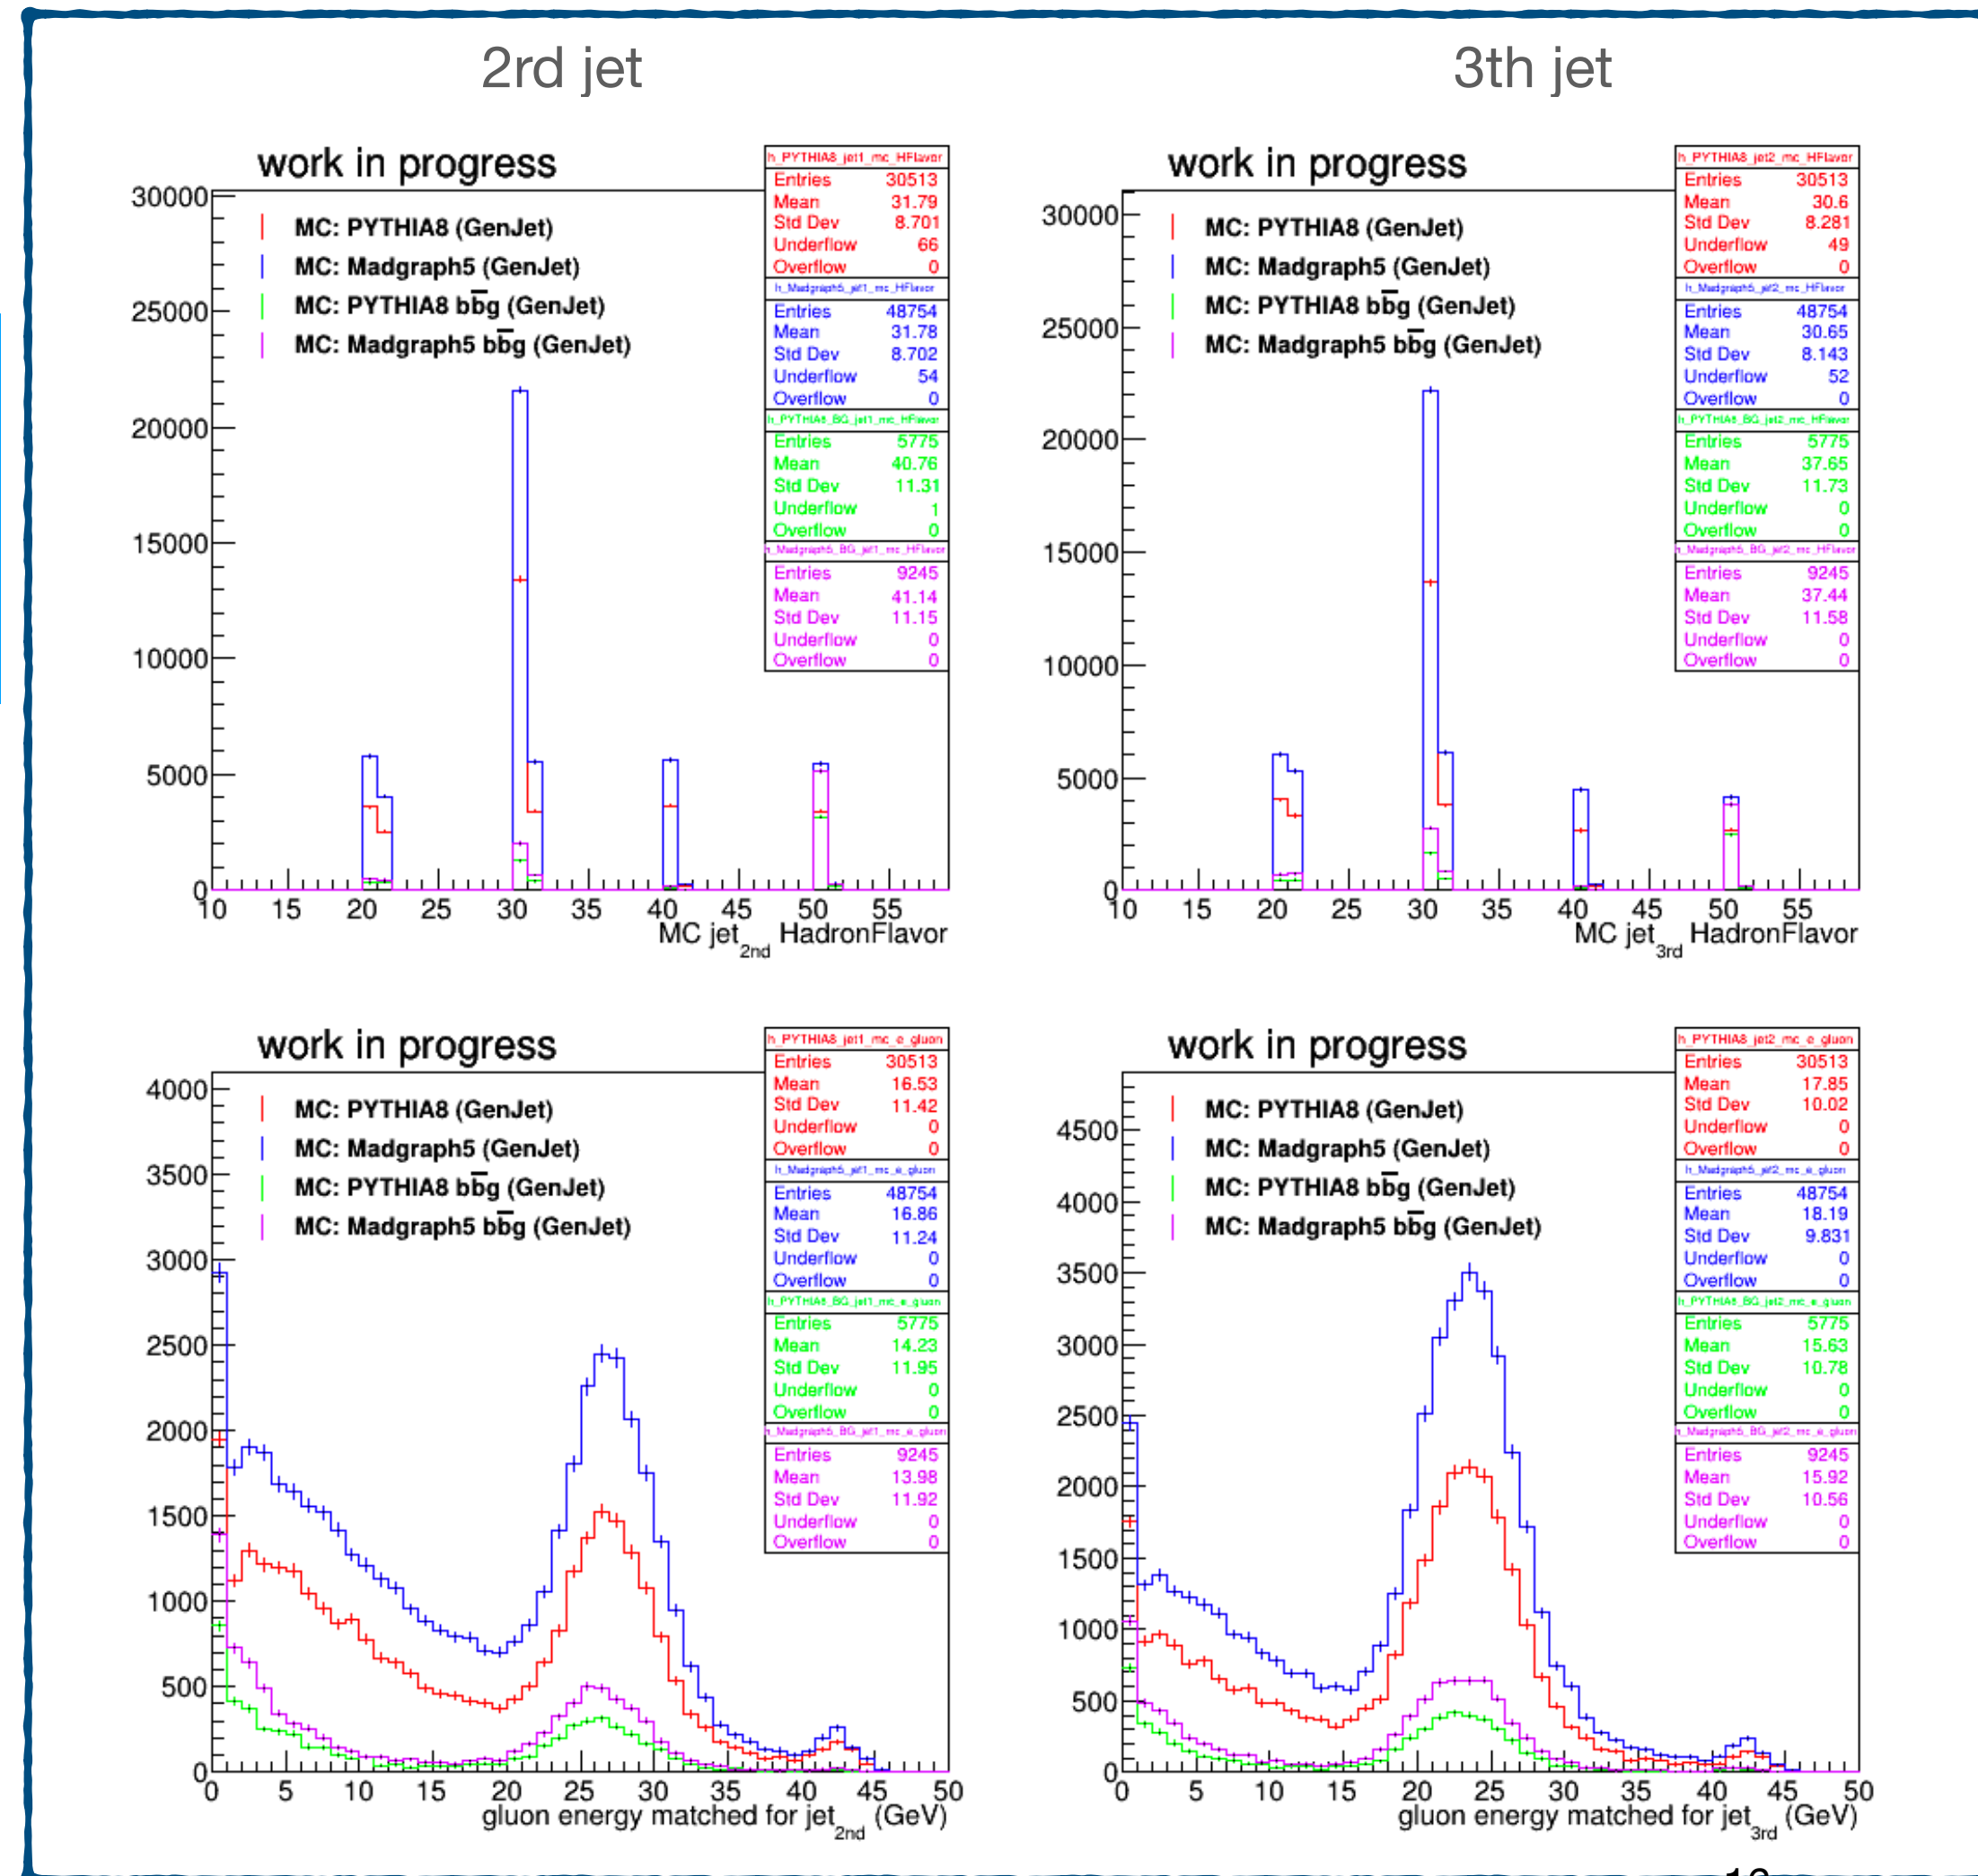 2rd jet
3th jet
work in progress
30000
25000
20000
15000
10000
5000
0
10 15 20 25 30 35 40 45 50 55
MC jet2nd HadronFlavor
MC: PYTHIA8 (GenJet)
MC: Madgraph5 (GenJet)
MC: PYTHIA8 bb̅g (GenJet)
MC: Madgraph5 bb̅g (GenJet)
h_PYTHIA8_jet1_mc_HFlavor
Entries 30513
Mean 31.79
Std Dev 8.701
Underflow 66
Overflow 0
h_Madgraph5_jet1_mc_HFlavor
Entries 48754
Mean 31.78
Std Dev 8.702
Underflow 54
Overflow 0
h_PYTHIA8_BG_jet1_mc_HFlavor
Entries 5775
Mean 40.76
Std Dev 11.31
Underflow 1
Overflow 0
h_Madgraph5_BG_jet1_mc_HFlavor
Entries 9245
Mean 41.14
Std Dev 11.15
Underflow 0
Overflow 0
work in progress
30000
25000
20000
15000
10000
5000
0
10 15 20 25 30 35 40 45 50 55
MC jet3rd HadronFlavor
MC: PYTHIA8 (GenJet)
MC: Madgraph5 (GenJet)
MC: PYTHIA8 bb̅g (GenJet)
MC: Madgraph5 bb̅g (GenJet)
h_PYTHIA8_jet2_mc_HFlavor
Entries 30513
Mean 30.6
Std Dev 8.281
Underflow 49
Overflow 0
h_Madgraph5_jet2_mc_HFlavor
Entries 48754
Mean 30.65
Std Dev 8.143
Underflow 52
Overflow 0
h_PYTHIA8_BG_jet2_mc_HFlavor
Entries 5775
Mean 37.65
Std Dev 11.73
Underflow 0
Overflow 0
h_Madgraph5_BG_jet2_mc_HFlavor
Entries 9245
Mean 37.44
Std Dev 11.58
Underflow 0
Overflow 0
work in progress
4000
3500
3000
2500
2000
1500
1000
500
0
0 5 10 15 20 25 30 35 40 45 50
gluon energy matched for jet2nd (GeV)
MC: PYTHIA8 (GenJet)
MC: Madgraph5 (GenJet)
MC: PYTHIA8 bb̅g (GenJet)
MC: Madgraph5 bb̅g (GenJet)
h_PYTHIA8_jet1_mc_e_gluon
Entries 30513
Mean 16.53
Std Dev 11.42
Underflow 0
Overflow 0
h_Madgraph5_jet1_mc_e_gluon
Entries 48754
Mean 16.86
Std Dev 11.24
Underflow 0
Overflow 0
h_PYTHIA8_BG_jet1_mc_e_gluon
Entries 5775
Mean 14.23
Std Dev 11.95
Underflow 0
Overflow 0
h_Madgraph5_BG_jet1_mc_e_gluon
Entries 9245
Mean 13.98
Std Dev 11.92
Underflow 0
Overflow 0
work in progress
4500
4000
3500
3000
2500
2000
1500
1000
500
0
0 5 10 15 20 25 30 35 40 45 50
gluon energy matched for jet3rd (GeV)
MC: PYTHIA8 (GenJet)
MC: Madgraph5 (GenJet)
MC: PYTHIA8 bb̅g (GenJet)
MC: Madgraph5 bb̅g (GenJet)
h_PYTHIA8_jet2_mc_e_gluon
Entries 30513
Mean 17.85
Std Dev 10.02
Underflow 0
Overflow 0
h_Madgraph5_jet2_mc_e_gluon
Entries 48754
Mean 18.19
Std Dev 9.831
Underflow 0
Overflow 0
h_PYTHIA8_BG_jet2_mc_e_gluon
Entries 5775
Mean 15.63
Std Dev 10.78
Underflow 0
Overflow 0
h_Madgraph5_BG_jet2_mc_e_gluon
Entries 9245
Mean 15.92
Std Dev 10.56
Underflow 0
Overflow 0